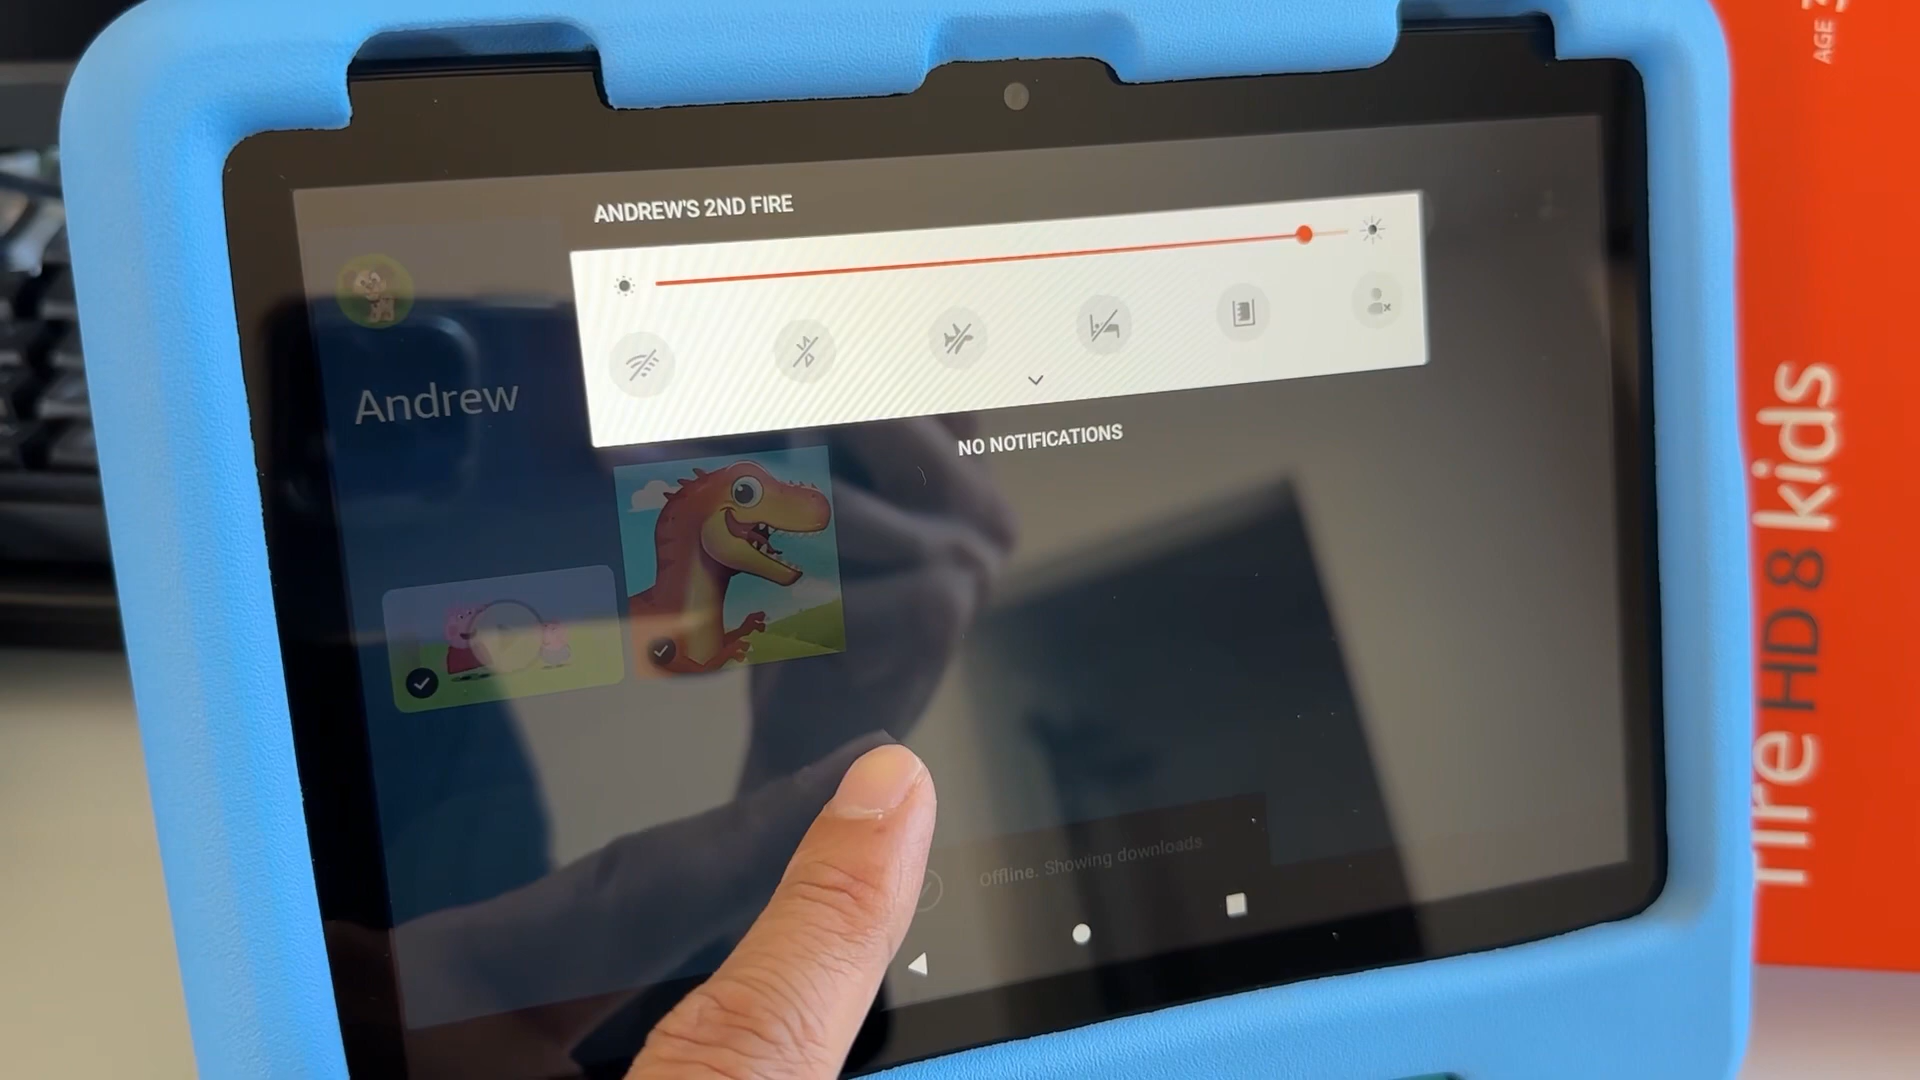 ANDREW'S 2ND FIRE
Andrew
NO NOTIFICATIONS
Offline. Showing downloads
AGE
fire HD 8 kids